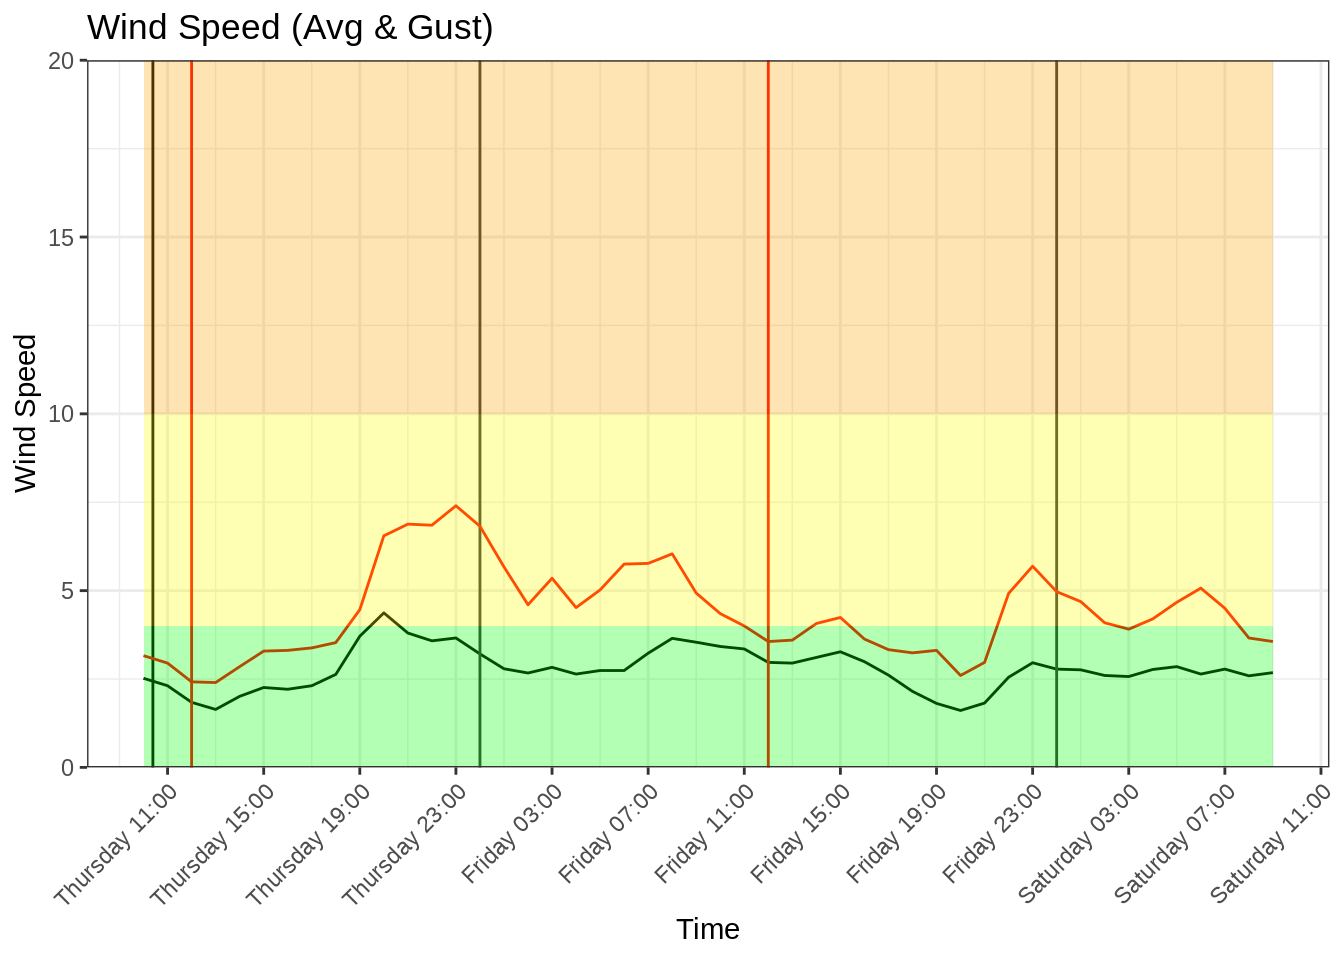 Wind Speed (Avg & Gust)
20
15
10
5
0
Wind Speed
Thursday 11:00
Thursday 15:00
Thursday 19:00
Thursday 23:00
Friday 03:00
Friday 07:00
Friday 11:00
Friday 15:00
Friday 19:00
Friday 23:00
Saturday 03:00
Saturday 07:00
Saturday 11:00
Time